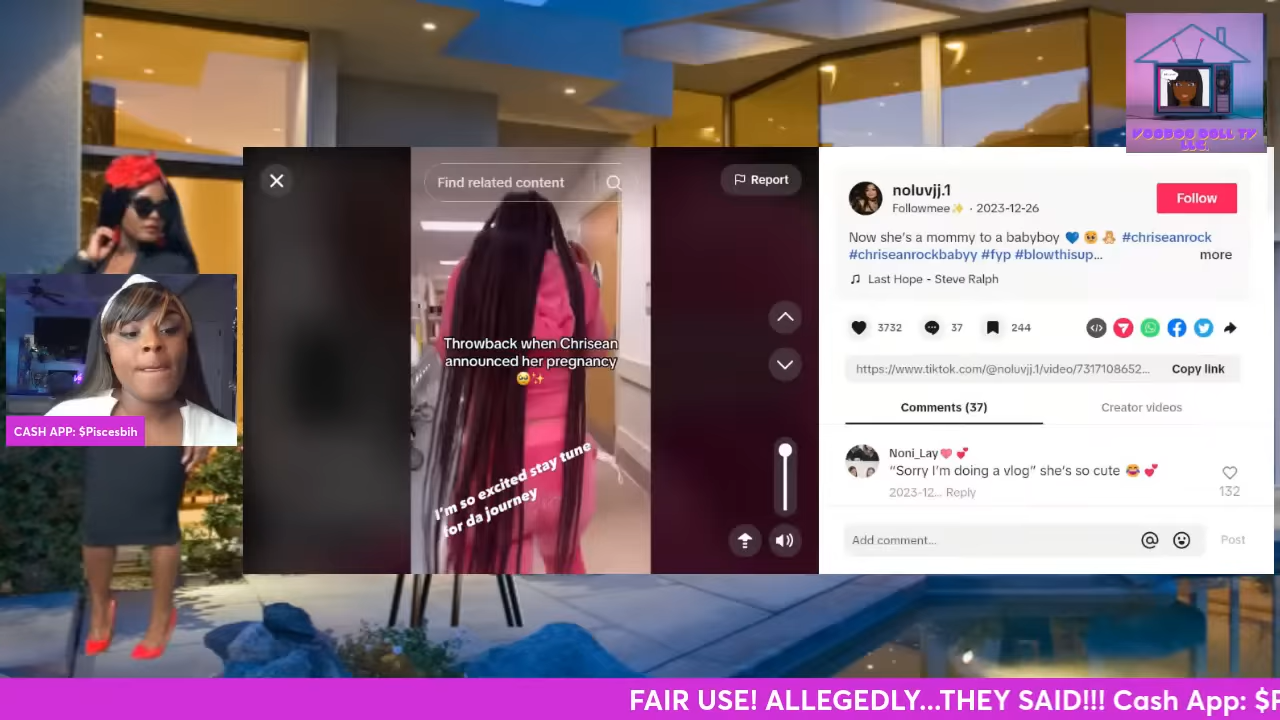 VOODOO DOLL TV
LLC.
Find related content
Report
Throwback when Chrisean
announced her pregnancy
🥹✨
I'm so excited stay tune
for da journey
noluvjj.1
Followmee✨ · 2023-12-26
Follow
Now she's a mommy to a babyboy 💙 🥹 👶 #chriseanrock
#chriseanrockbabyy #fyp #blowthisup...
more
♫ Last Hope - Steve Ralph
3732
37
244
https://www.tiktok.com/@noluvjj.1/video/7317108652...
Copy link
Comments (37)
Creator videos
Noni_Lay💗 💕
"Sorry I'm doing a vlog" she's so cute 😂 💕
2023-12... Reply
132
Add comment...
Post
CASH APP: $Piscesbih
FAIR USE! ALLEGEDLY...THEY SAID!!! Cash App: $P